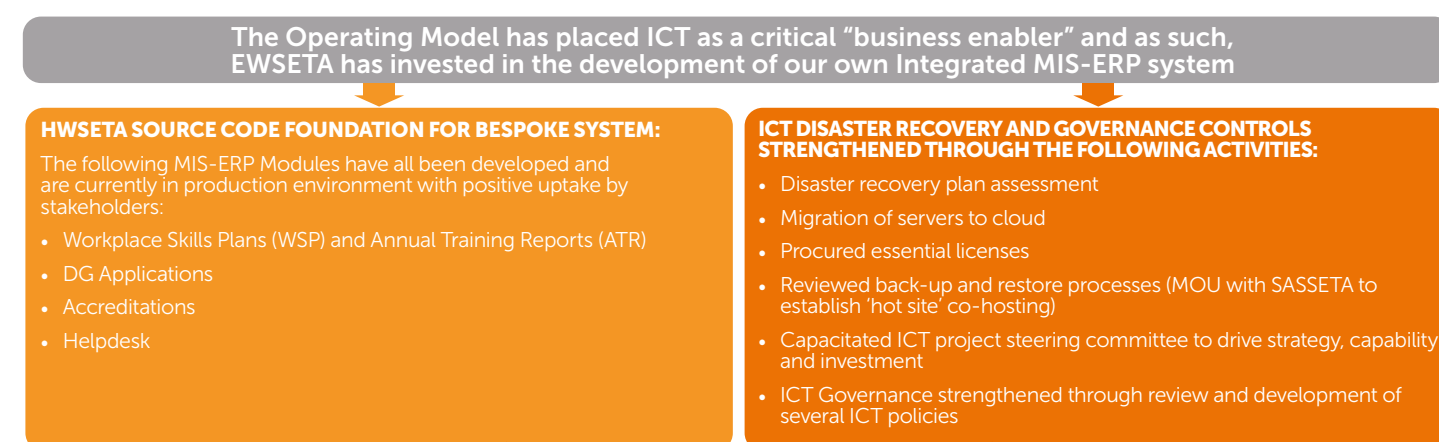 The Operating Model has placed ICT as a critical “business enabler” and as such,
EWSETA has invested in the development of our own Integrated MIS-ERP system
HWSETA SOURCE CODE FOUNDATION FOR BESPOKE SYSTEM:
The following MIS-ERP Modules have all been developed and
are currently in production environment with positive uptake by
stakeholders:
• Workplace Skills Plans (WSP) and Annual Training Reports (ATR)
• DG Applications
• Accreditations
• Helpdesk
ICT DISASTER RECOVERY AND GOVERNANCE CONTROLS
STRENGTHENED THROUGH THE FOLLOWING ACTIVITIES:
• Disaster recovery plan assessment
• Migration of servers to cloud
• Procured essential licenses
• Reviewed back-up and restore processes (MOU with SASSETA to
establish ‘hot site’ co-hosting)
• Capacitated ICT project steering committee to drive strategy, capability
and investment
• ICT Governance strengthened through review and development of
several ICT policies